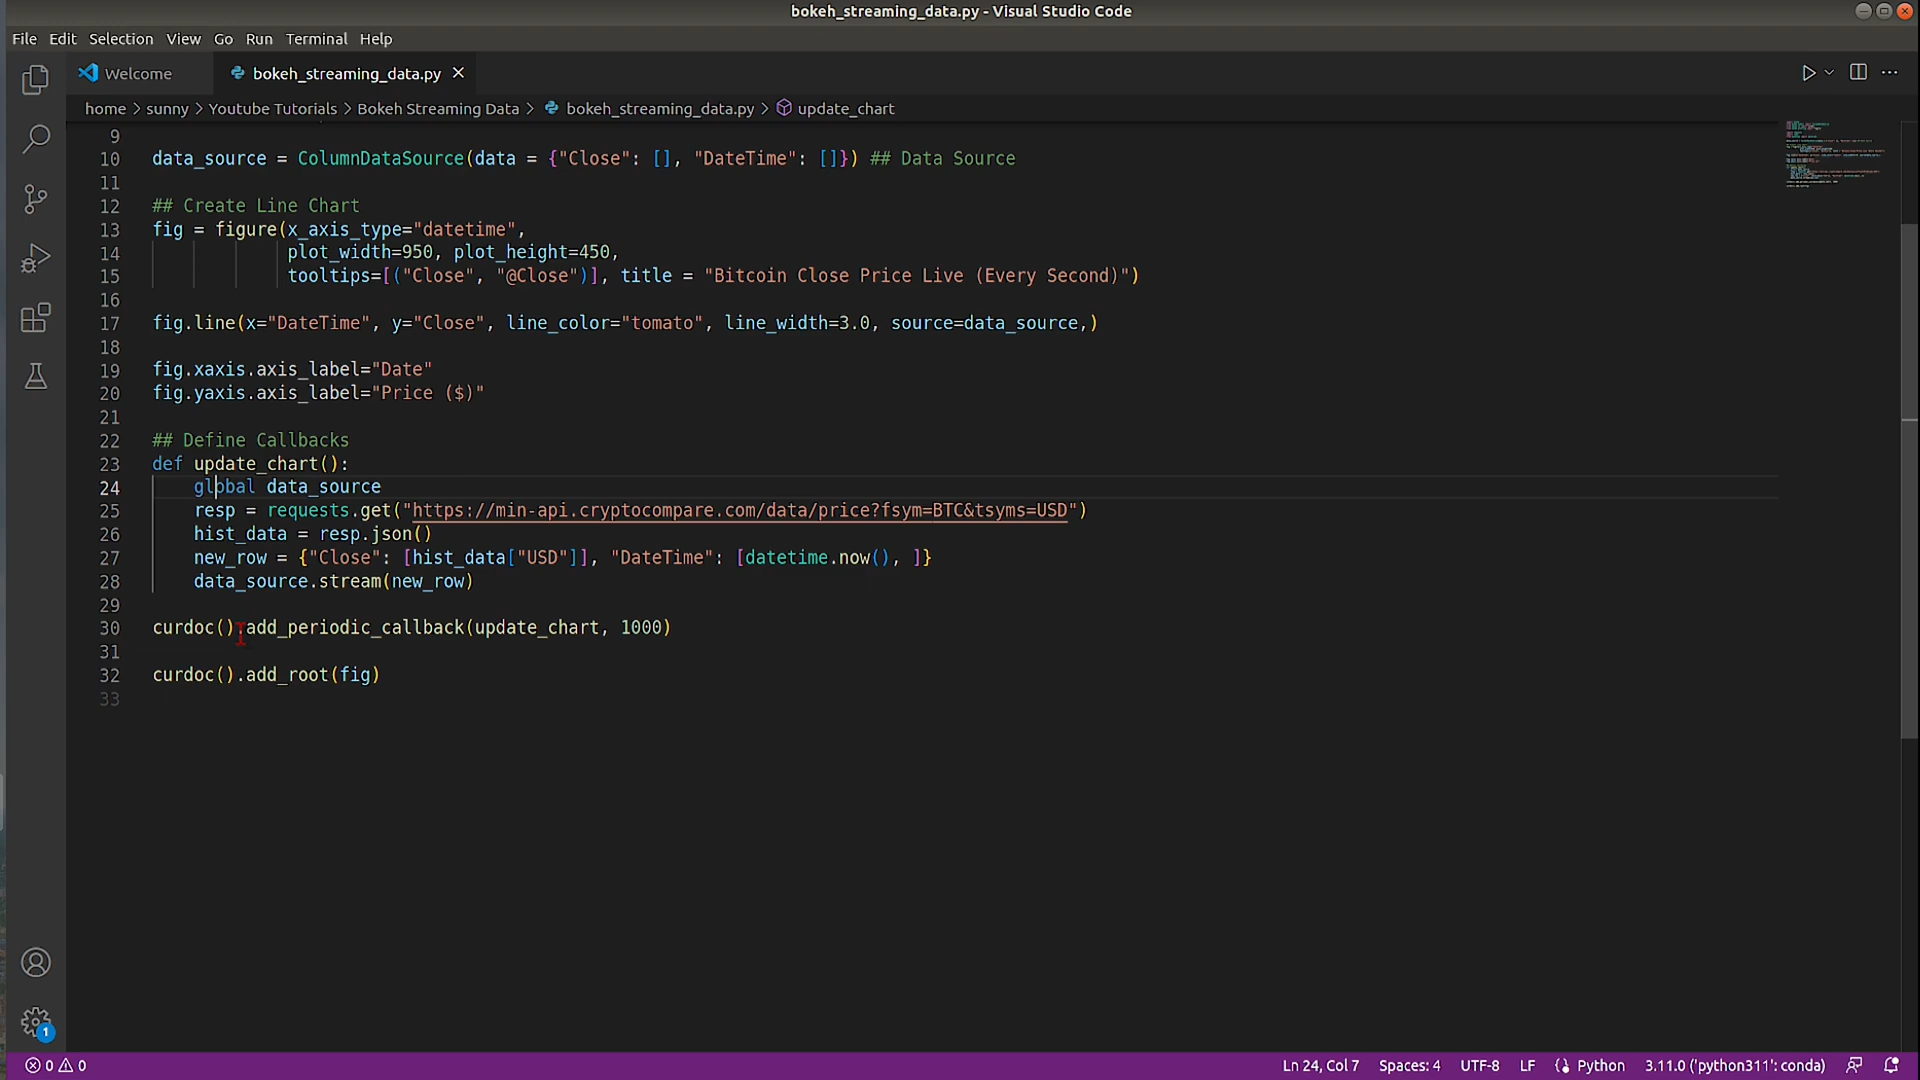 bokeh_streaming_data.py - Visual Studio Code
File Edit Selection View Go Run Terminal Help
Welcome bokeh_streaming_data.py
home > sunny > Youtube Tutorials > Bokeh Streaming Data > bokeh_streaming_data.py > update_chart
9
10 data_source = ColumnDataSource(data = {"Close": [], "DateTime": []}) ## Data Source
11
12 ## Create Line Chart
13 fig = figure(x_axis_type="datetime",
14 plot_width=950, plot_height=450,
15 tooltips=[("Close", "@Close")], title = "Bitcoin Close Price Live (Every Second)")
16
17 fig.line(x="DateTime", y="Close", line_color="tomato", line_width=3.0, source=data_source,)
18
19 fig.xaxis.axis_label="Date"
20 fig.yaxis.axis_label="Price ($)"
21
22 ## Define Callbacks
23 def update_chart():
24 global data_source
25 resp = requests.get("https://min-api.cryptocompare.com/data/price?fsym=BTC&tsyms=USD")
26 hist_data = resp.json()
27 new_row = {"Close": [hist_data["USD"]], "DateTime": [datetime.now(), ]}
28 data_source.stream(new_row)
29
30 curdoc().add_periodic_callback(update_chart, 1000)
31
32 curdoc().add_root(fig)
33
1
0 0 Ln 24, Col 7 Spaces: 4 UTF-8 LF Python 3.11.0 ('python311': conda)